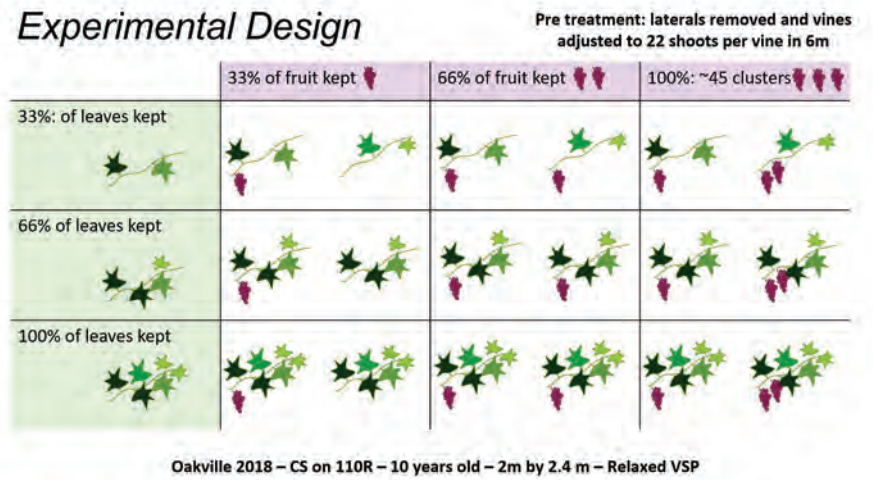 Experimental Design
Pre treatment: laterals removed and vines
adjusted to 22 shoots per vine in 6m
33% of fruit kept
66% of fruit kept
100%: ~45 clusters
33%: of leaves kept
66% of leaves kept
100% of leaves kept
Oakville 2018 – CS on 110R – 10 years old – 2m by 2.4 m – Relaxed VSP